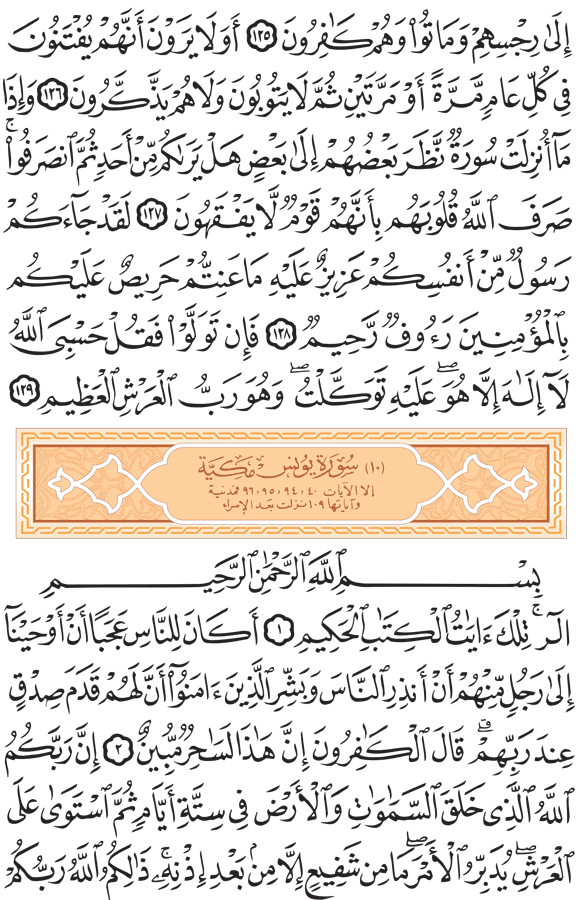 إِلَىٰ رِجْسِهِمْ وَمَاتُوا۟ وَهُمْ كَـٰفِرُونَ ١٢٥ أَوَلَا يَرَوْنَ أَنَّهُمْ يُفْتَنُونَ
فِى كُلِّ عَامٍ مَّرَّةً أَوْ مَرَّتَيْنِ ثُمَّ لَا يَتُوبُونَ وَلَا هُمْ يَذَّكَّرُونَ ١٢٦ وَإِذَا
مَآ أُنزِلَتْ سُورَةٌ نَّظَرَ بَعْضُهُمْ إِلَىٰ بَعْضٍ هَلْ يَرَىٰكُم مِّنْ أَحَدٍ ثُمَّ ٱنصَرَفُوا۟ ۚ
صَرَفَ ٱللَّهُ قُلُوبَهُم بِأَنَّهُمْ قَوْمٌ لَّا يَفْقَهُونَ ١٢٧ لَقَدْ جَآءَكُمْ
رَسُولٌ مِّنْ أَنفُسِكُمْ عَزِيزٌ عَلَيْهِ مَا عَنِتُّمْ حَرِيصٌ عَلَيْكُم
بِٱلْمُؤْمِنِينَ رَءُوفٌ رَّحِيمٌ ١٢٨ فَإِن تَوَلَّوْا۟ فَقُلْ حَسْبِىَ ٱللَّهُ
لَآ إِلَـٰهَ إِلَّا هُوَ ۖ عَلَيْهِ تَوَكَّلْتُ ۖ وَهُوَ رَبُّ ٱلْعَرْشِ ٱلْعَظِيمِ ١٢٩
(١٠) سُورَة يُونس مَكيَّة
إلا الآيات ٤٠ ، ٩٤ ، ٩٥ ، ٩٦ فمدنية
وآياتها ١٠٩ نزلت بعد الإسراء
بِسْمِ ٱللَّهِ ٱلرَّحْمَـٰنِ ٱلرَّحِيمِ
الٓر ۚ تِلْكَ ءَايَـٰتُ ٱلْكِتَـٰبِ ٱلْحَكِيمِ ١ أَكَانَ لِلنَّاسِ عَجَبًا أَنْ أَوْحَيْنَآ
إِلَىٰ رَجُلٍ مِّنْهُمْ أَنْ أَنذِرِ ٱلنَّاسَ وَبَشِّرِ ٱلَّذِينَ ءَامَنُوٓا۟ أَنَّ لَهُمْ قَدَمَ صِدْقٍ
عِندَ رَبِّهِمْ ۗ قَالَ ٱلْكَـٰفِرُونَ إِنَّ هَـٰذَا لَسَـٰحِرٌ مُّبِينٌ ٢ إِنَّ رَبَّكُمُ
ٱللَّهُ ٱلَّذِى خَلَقَ ٱلسَّمَـٰوَٰتِ وَٱلْأَرْضَ فِى سِتَّةِ أَيَّامٍ ثُمَّ ٱسْتَوَىٰ عَلَى
ٱلْعَرْشِ ۖ يُدَبِّرُ ٱلْأَمْرَ ۖ مَا مِن شَفِيعٍ إِلَّا مِنۢ بَعْدِ إِذْنِهِۦ ۚ ذَٰلِكُمُ ٱللَّهُ رَبُّكُمْ